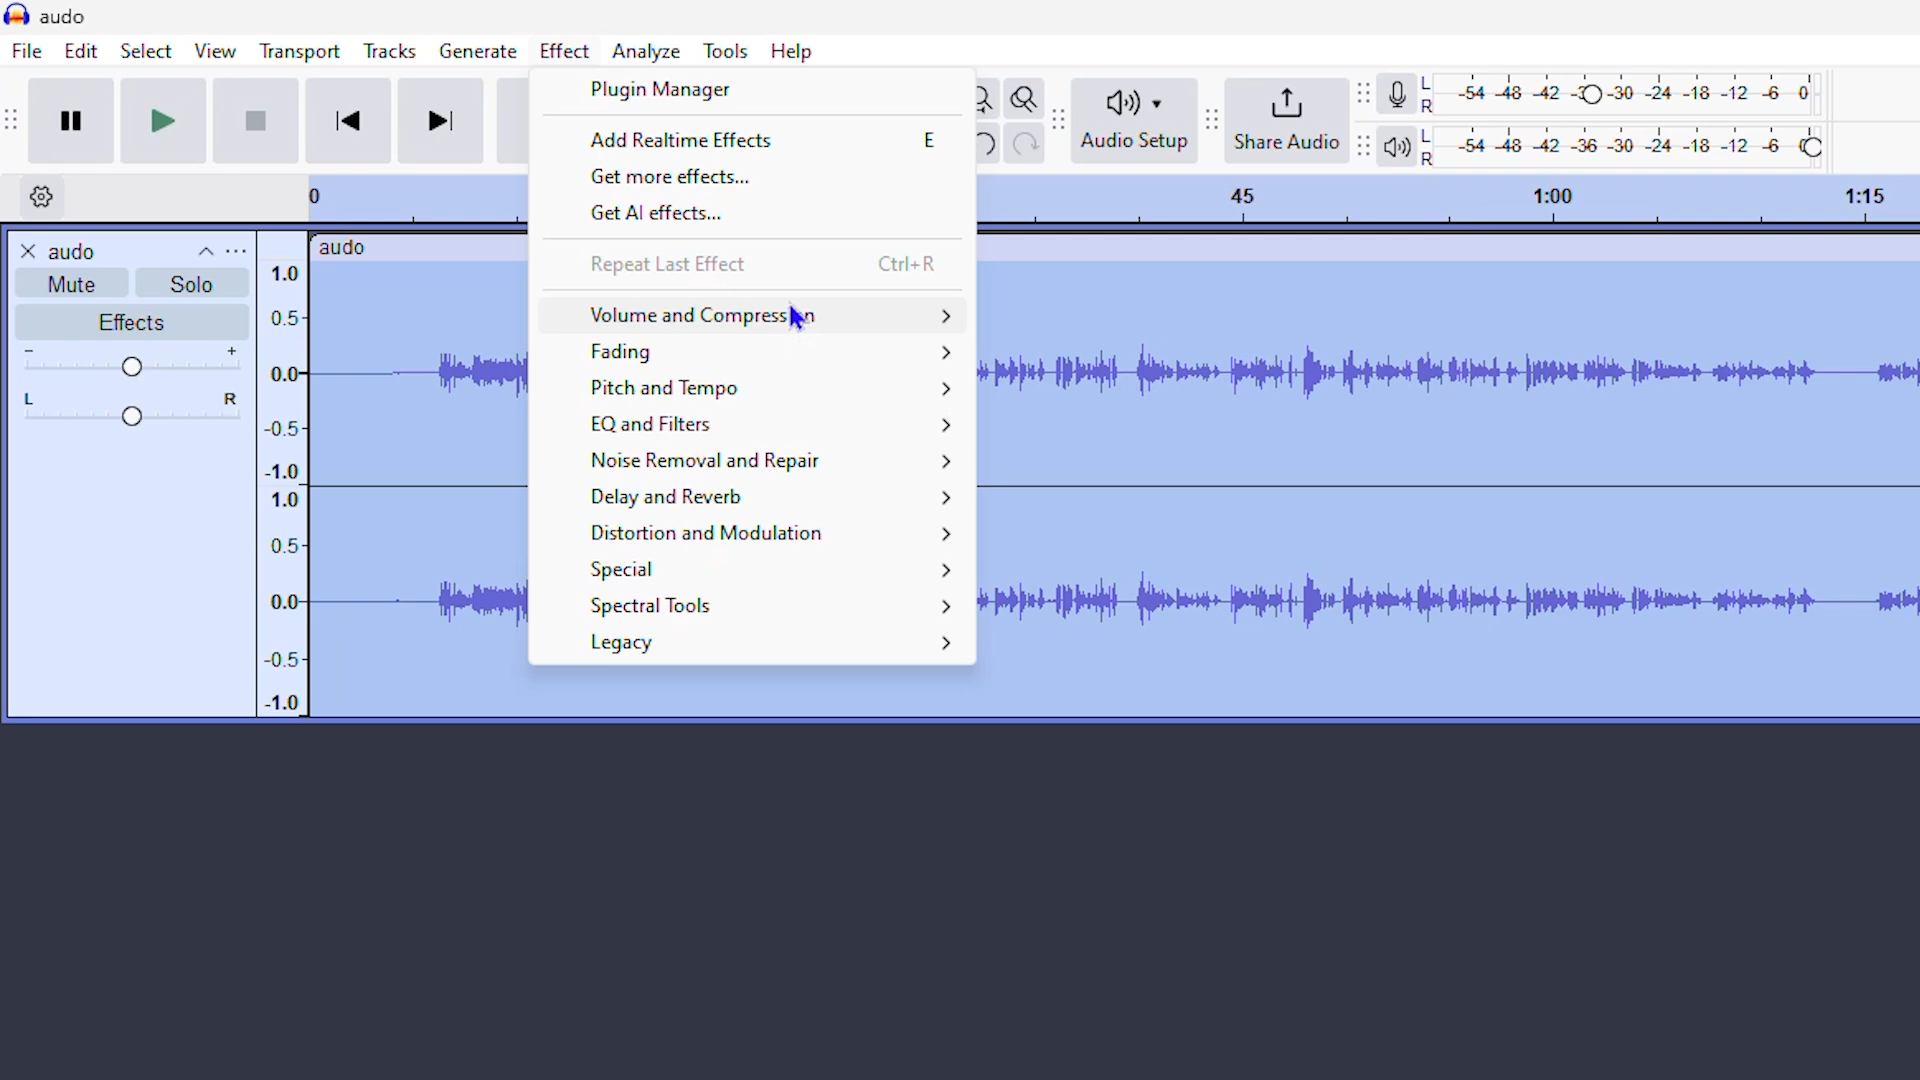 audo
File Edit Select View Transport Tracks Generate Effect Analyze Tools Help
Plugin Manager
Add Realtime Effects E
Get more effects...
Get AI effects...
Repeat Last Effect Ctrl+R
Volume and Compress n
Fading
Pitch and Tempo
EQ and Filters
Noise Removal and Repair
Delay and Reverb
Distortion and Modulation
Special
Spectral Tools
Legacy
Audio Setup
Share Audio
L
R
-54 -48 -42 -3 -30 -24 -18 -12 -6 0
L
R
-54 -48 -42 -36 -30 -24 -18 -12 -6
0 45 1:00 1:15
audo
Mute Solo
Effects
- +
L R
audo
1.0
0.5
0.0
-0.5
-1.0
1.0
0.5
0.0
-0.5
-1.0